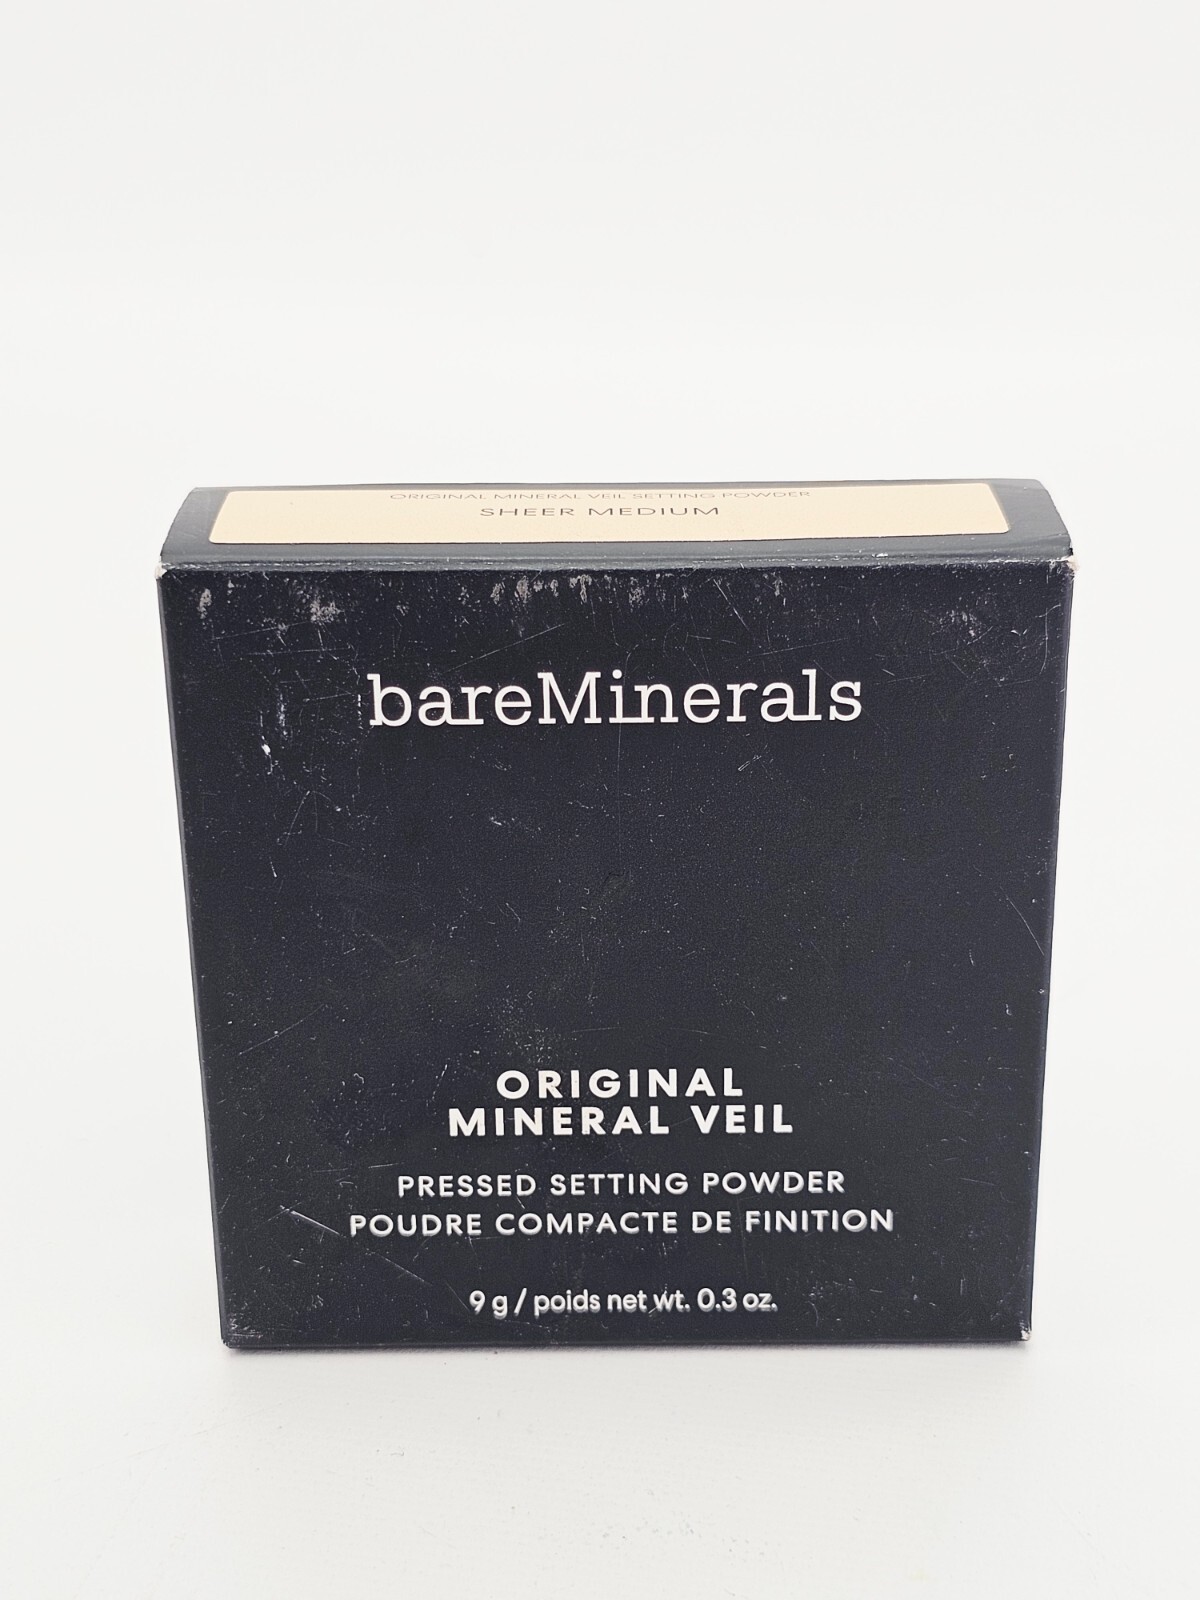 ORIGINAL MINERAL VEIL SETTING POWDER
SHEER MEDIUM
bareMinerals
ORIGINAL
MINERAL VEIL
PRESSED SETTING POWDER
POUDRE COMPACTE DE FINITION
9 g / poids net wt. 0.3 oz.